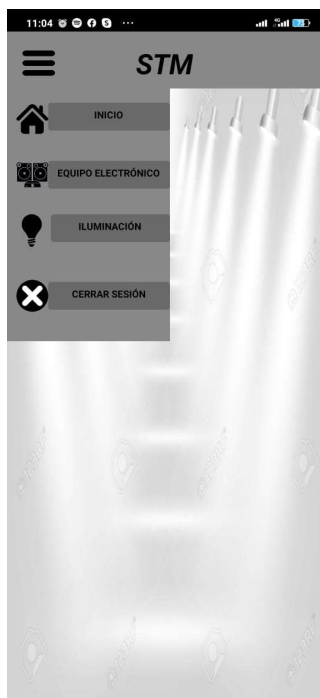 11:04
STM
INICIO
EQUIPO ELECTRÓNICO
ILUMINACIÓN
CERRAR SESIÓN